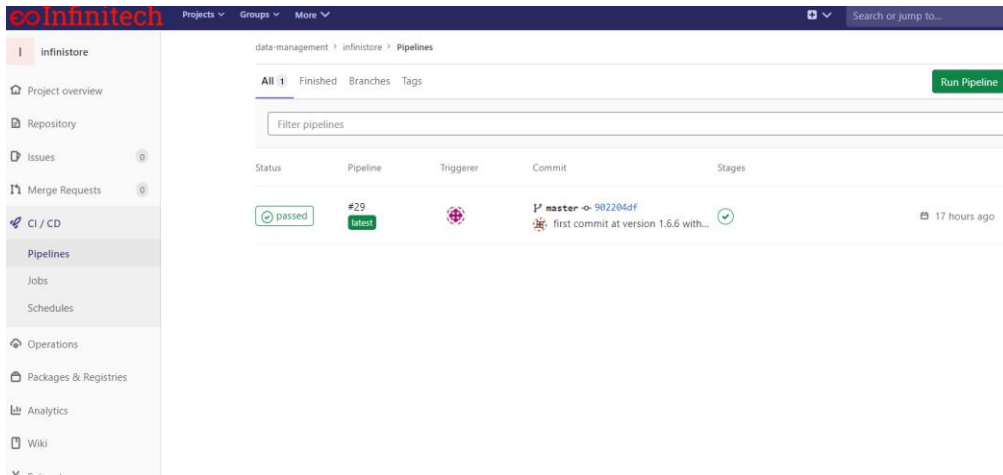 ∞Infinitech
Projects Groups More
Search or jump to...
I infinistore
Project overview
Repository
Issues 0
Merge Requests 0
CI / CD
Pipelines
Jobs
Schedules
Operations
Packages & Registries
Analytics
Wiki
data-management > infinistore > Pipelines
All 1 Finished Branches Tags
Run Pipeline
Filter pipelines
Status Pipeline Triggerer Commit Stages
passed
#29
latest
master 902204df
first commit at version 1.6.6 with...
17 hours ago